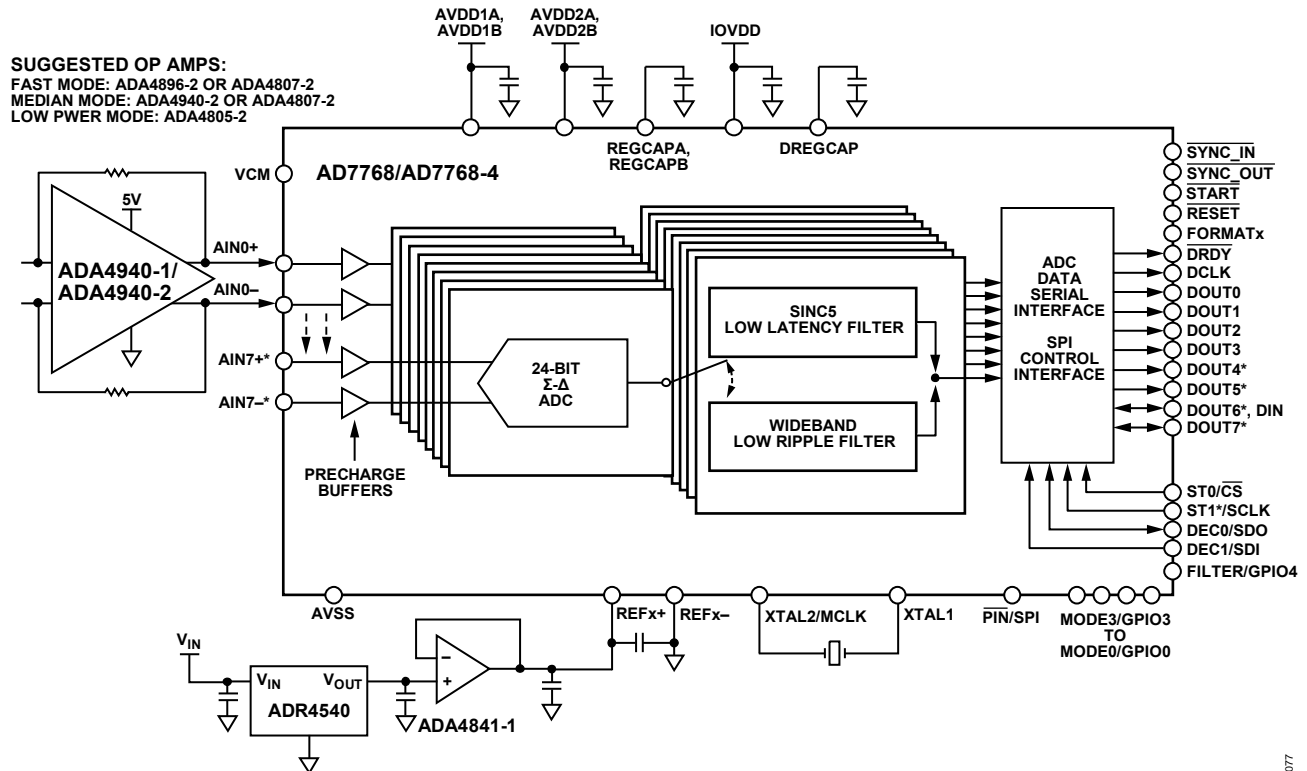 AVDD1A,
AVDD1B
AVDD2A,
AVDD2B
IOVDD
SUGGESTED OP AMPS:
FAST MODE: ADA4896-2 OR ADA4807-2
MEDIAN MODE: ADA4940-2 OR ADA4807-2
LOW PWER MODE: ADA4805-2
REGCAPA,
REGCAPB
DREGCAP
VCM
AD7768/AD7768-4
SYNC_IN
SYNC_OUT
START
RESET
FORMATx
DRDY
DCLK
DOUT0
DOUT1
DOUT2
DOUT3
DOUT4*
DOUT5*
DOUT6*, DIN
DOUT7*
5V
ADA4940-1/
ADA4940-2
AIN0+
AIN0–
AIN7+*
AIN7–*
PRECHARGE
BUFFERS
24-BIT
Σ-Δ
ADC
SINC5
LOW LATENCY FILTER
WIDEBAND
LOW RIPPLE FILTER
ADC
DATA
SERIAL
INTERFACE
SPI
CONTROL
INTERFACE
ST0/CS
ST1*/SCLK
DEC0/SDO
DEC1/SDI
FILTER/GPIO4
AVSS
REFx+
REFx–
XTAL2/MCLK
XTAL1
PIN/SPI
MODE3/GPIO3
TO
MODE0/GPIO0
VIN
VIN
VOUT
ADR4540
–
+
ADA4841-1
077